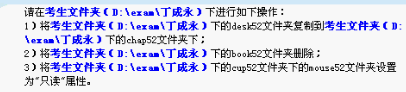 请在考生文件夹(D:\exam\丁成永)下进行如下操作:
1)将考生文件夹(D:\exam\丁成永)下的desk52文件夹复制到考生文件夹(
D:\exam\丁成永)下的chap52文件夹下;
2)将考生文件夹(D:\exam\丁成永)下的book52文件夹删除;
3)将考生文件夹(D:\exam\丁成永)下的cup52文件夹下的mouse52文件夹设置
为“只读”属性。